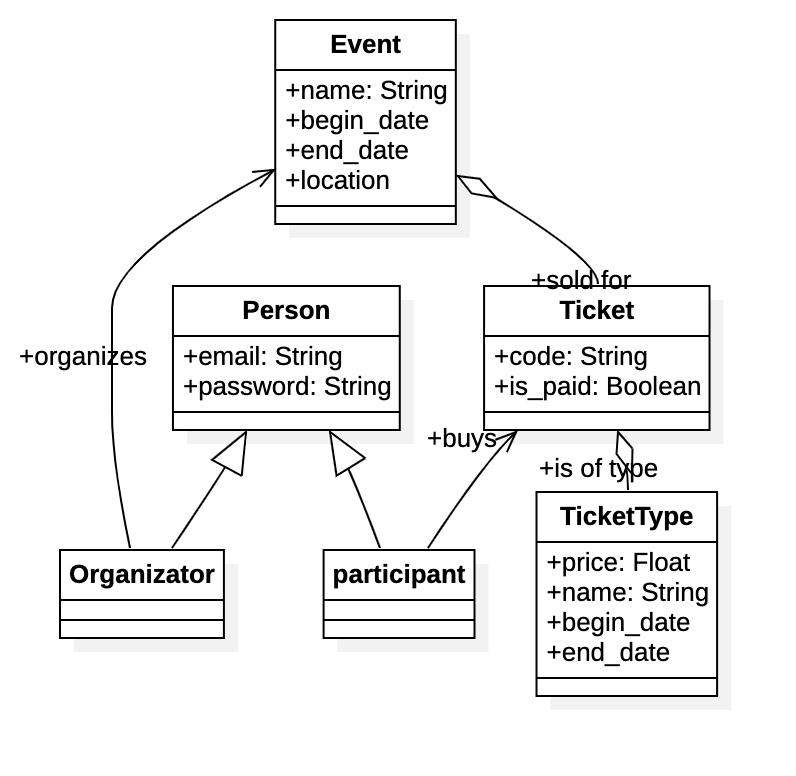 Event
+name: String
+begin_date
+end_date
+location
+sold for
Person
+email: String
+password: String
Ticket
+code: String
+is_paid: Boolean
+organizes
+buys
+is of type
Organizator
participant
TicketType
+price: Float
+name: String
+begin_date
+end_date